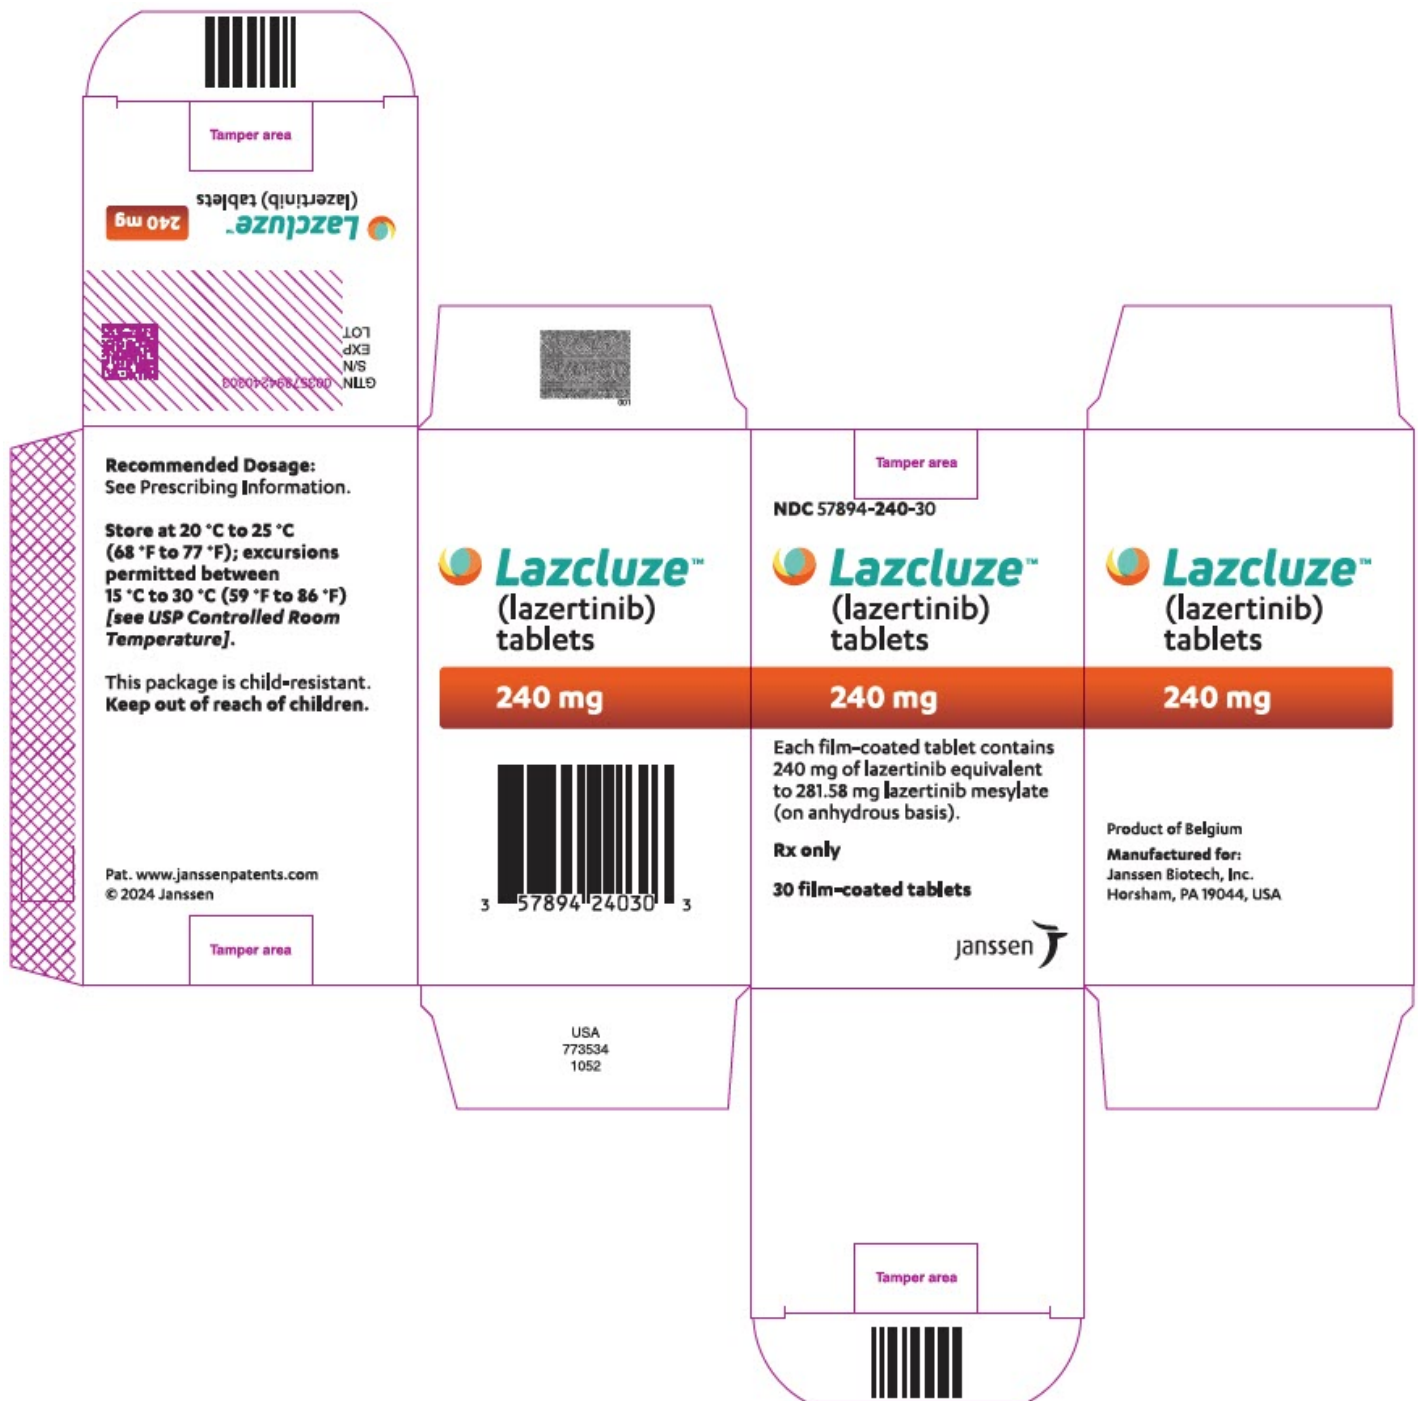 Tamper area
Lazcluze™
(lazertinib) tablets
240 mg
GTIN 00357894240303
S/N
EXP
LOT
Recommended Dosage:
See Prescribing Information.
Store at 20 °C to 25 °C
(68 °F to 77 °F); excursions
permitted between
15 °C to 30 °C (59 °F to 86 °F)
[see USP Controlled Room
Temperature].
This package is child-resistant.
Keep out of reach of children.
Pat. www.janssenpatents.com
© 2024 Janssen
Tamper area
Lazcluze™
(lazertinib)
tablets
240 mg
3 57894 24030 3
USA
773534
1052
Tamper area
NDC 57894-240-30
Lazcluze™
(lazertinib)
tablets
240 mg
Each film-coated tablet contains
240 mg of lazertinib equivalent
to 281.58 mg lazertinib mesylate
(on anhydrous basis).
Rx only
30 film-coated tablets
janssen
Tamper area
Lazcluze™
(lazertinib)
tablets
240 mg
Product of Belgium
Manufactured for:
Janssen Biotech, Inc.
Horsham, PA 19044, USA